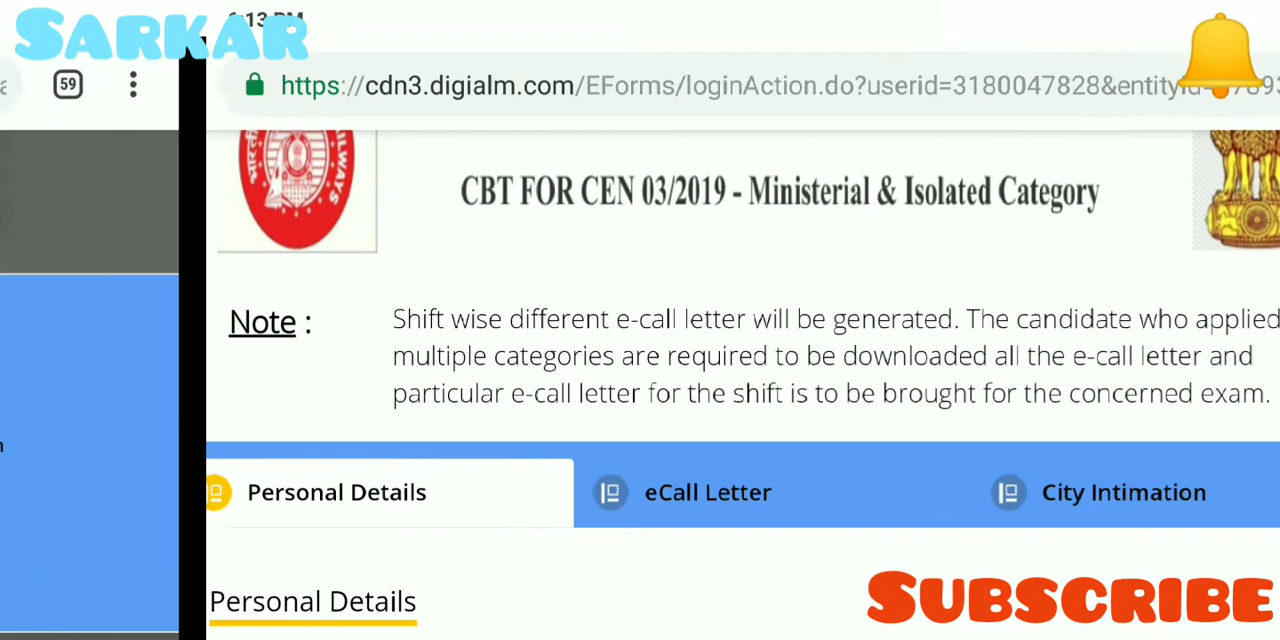 SARKAR
59
https://cdn3.digialm.com/EForms/loginAction.do?userid=3180047828&entity
CBT FOR CEN 03/2019 - Ministerial & Isolated Category
Note :
Shift wise different e-call letter will be generated. The candidate who applied
multiple categories are required to be downloaded all the e-call letter and
particular e-call letter for the shift is to be brought for the concerned exam.
Personal Details
eCall Letter
City Intimation
Personal Details
SUBSCRIBE